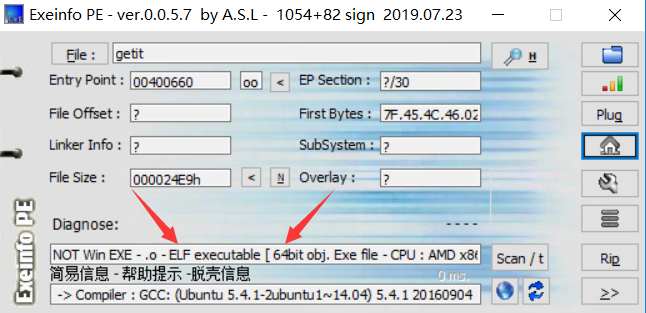 Exeinfo PE - ver.0.0.5.7 by A.S.L - 1054+82 sign 2019.07.23
File : getit H
Entry Point : 00400660 oo < EP Section : ?/30
File Offset : ? First Bytes : 7F.45.4C.46.02 Plug
Linker Info : ? SubSystem : ?
File Size : 000024E9h < N Overlay : ?
Diagnose: - - - -
NOT Win EXE - .o - ELF executable [ 64bit obj. Exe file - CPU : AMD x86 Scan / t
简易信息 - 帮助提示 - 脱壳信息 0 ms. Rip
-> Compiler : GCC: (Ubuntu 5.4.1-2ubuntu1~14.04) 5.4.1 20160904 >>
Exeinfo PE